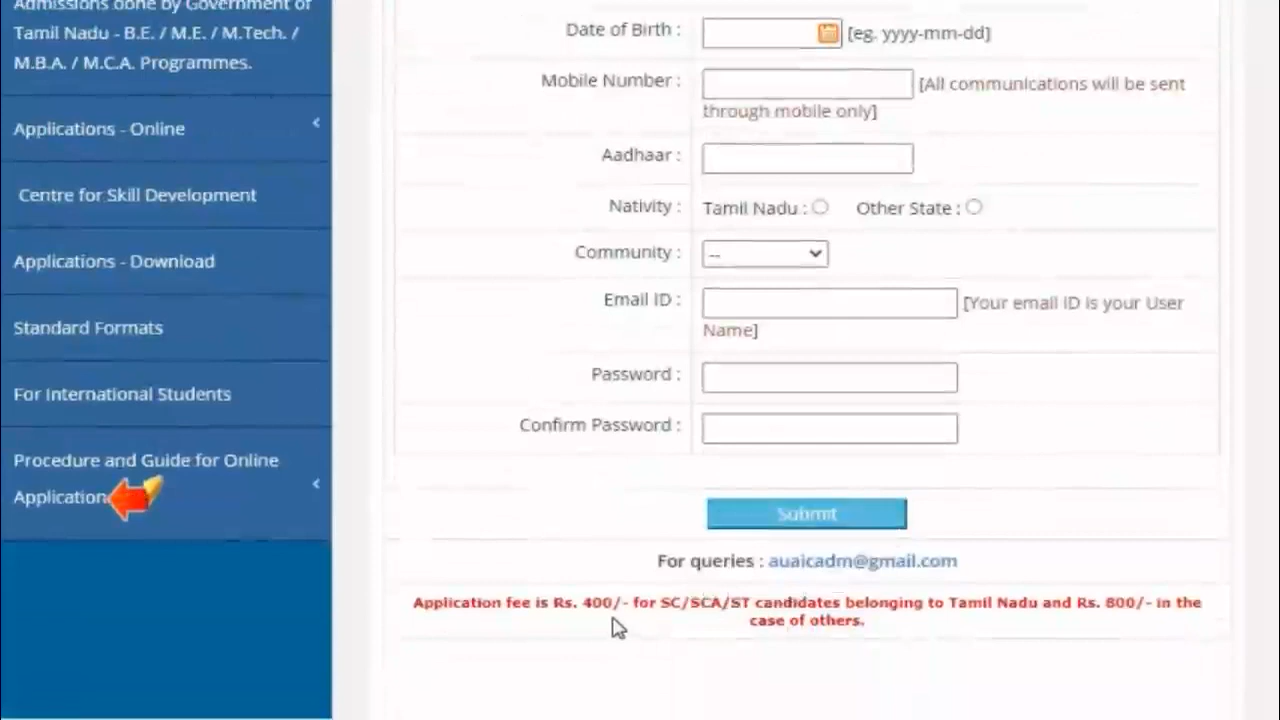 Admissions done by Government of
Tamil Nadu - B.E. / M.E. / M.Tech. /
M.B.A. / M.C.A. Programmes.
Applications - Online
Centre for Skill Development
Applications - Download
Standard Formats
For International Students
Procedure and Guide for Online
Application
Date of Birth :
[eg. yyyy-mm-dd]
Mobile Number :
[All communications will be sent
through mobile only]
Aadhaar :
Nativity :
Tamil Nadu :
Other State :
Community :
--
Email ID :
[Your email ID is your User
Name]
Password :
Confirm Password :
Submit
For queries : auaicadm@gmail.com
Application fee is Rs. 400/- for SC/SCA/ST candidates belonging to Tamil Nadu and Rs. 800/- in the
case of others.